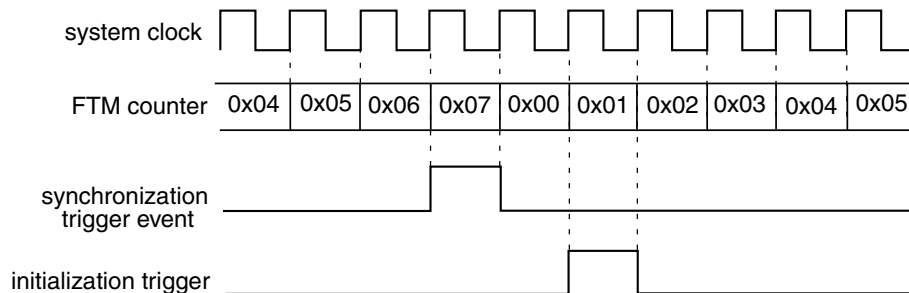 system clock
FTM counter 0x04 0x05 0x06 0x07 0x00 0x01 0x02 0x03 0x04 0x05
synchronization
trigger event
initialization trigger